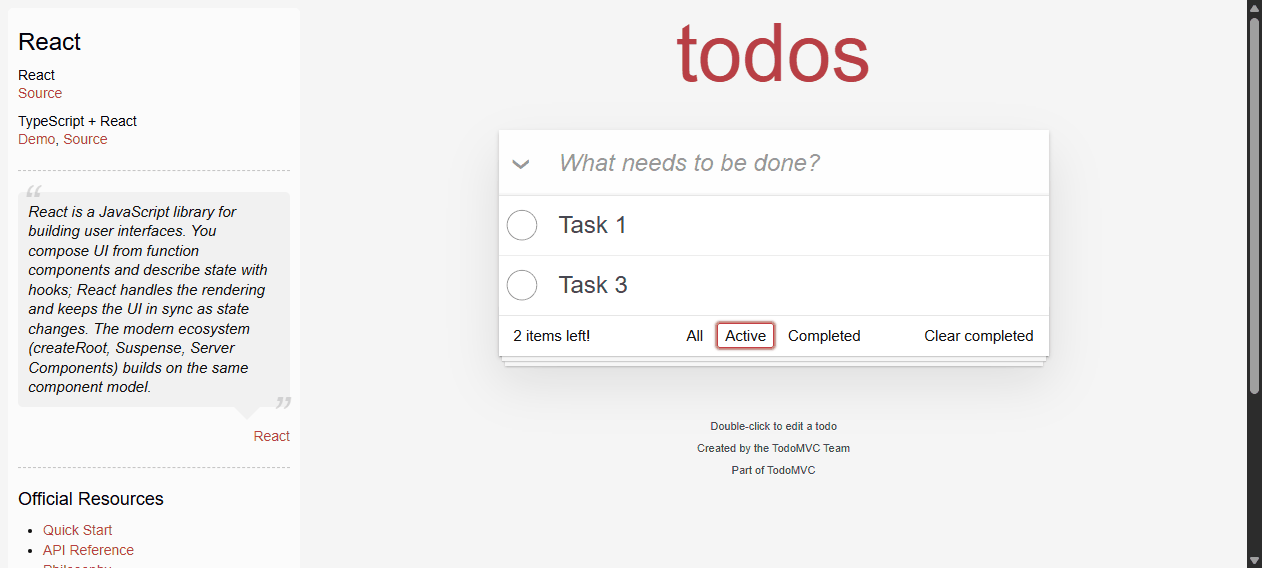 React
React
Source
TypeScript + React
Demo, Source
“
React is a JavaScript library for
building user interfaces. You
compose UI from function
components and describe state with
hooks; React handles the rendering
and keeps the UI in sync as state
changes. The modern ecosystem
(createRoot, Suspense, Server
Components) builds on the same
component model.
”
React
Official Resources
Quick Start
API Reference
Philosophy
todos
What needs to be done?
Task 1
Task 3
2 items left!
All
Active
Completed
Clear completed
Double-click to edit a todo
Created by the TodoMVC Team
Part of TodoMVC